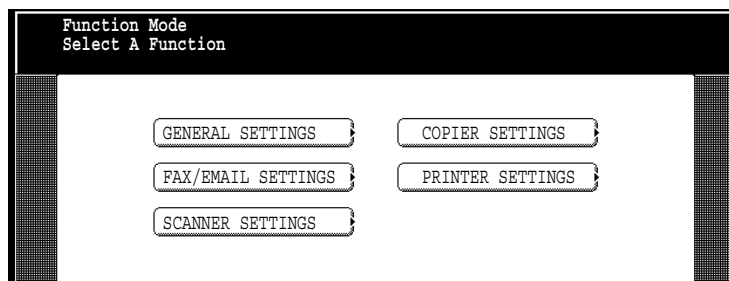 Function Mode
Select A Function
GENERAL SETTINGS
COPIER SETTINGS
FAX/EMAIL SETTINGS
PRINTER SETTINGS
SCANNER SETTINGS